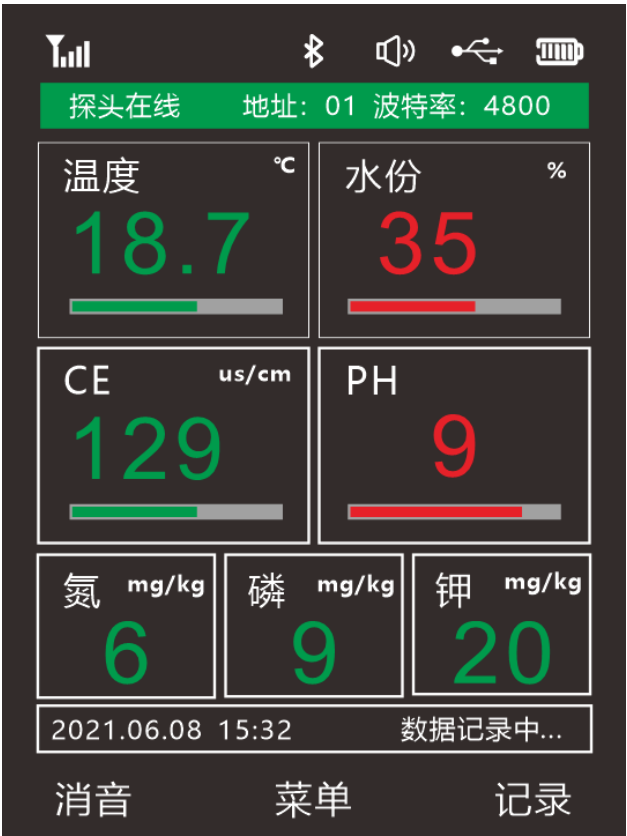 探头在线 地址: 01 波特率: 4800
温度 ℃
18.7
水份 %
35
CE us/cm
129
PH
9
氮 mg/kg
6
磷 mg/kg
9
钾 mg/kg
20
2021.06.08 15:32 数据记录中...
消音 菜单 记录